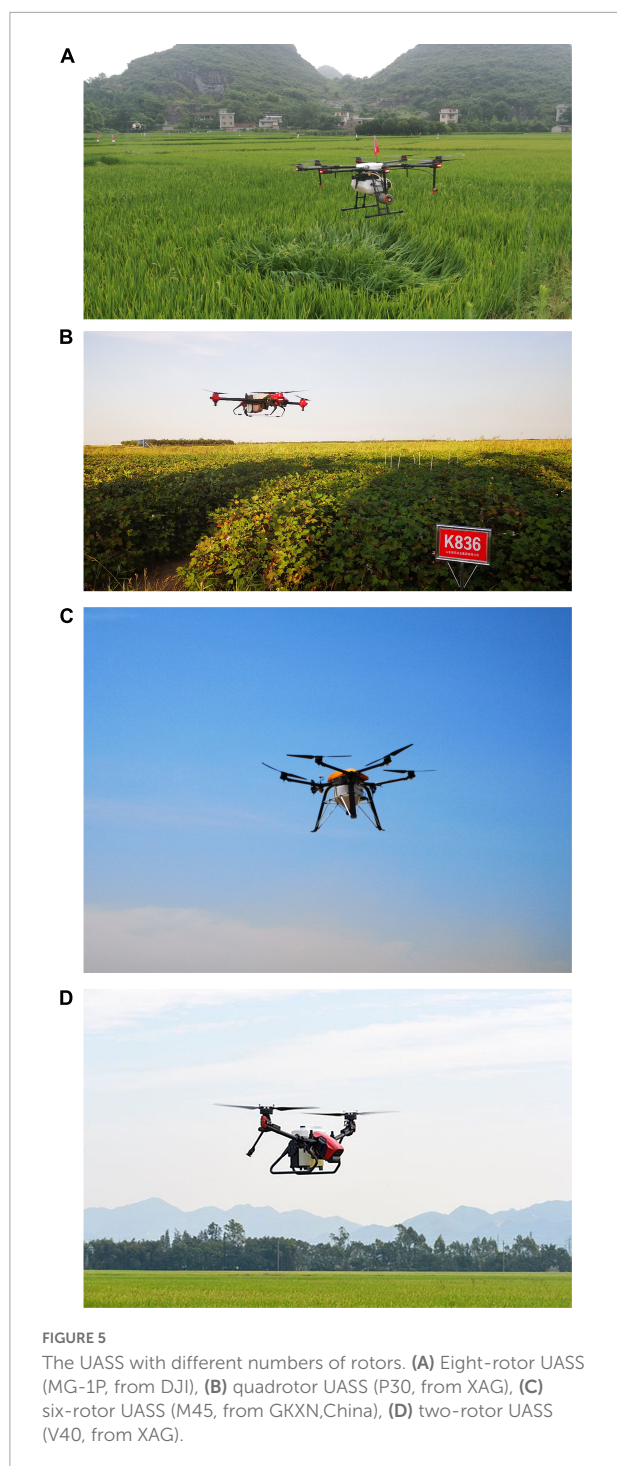 A
B
K836
C
D
FIGURE 5
The UASS with different numbers of rotors. (A) Eight-rotor UASS
(MG-1P, from DJI), (B) quadrotor UASS (P30, from XAG), (C)
six-rotor UASS (M45, from GKXN,China), (D) two-rotor UASS
(V40, from XAG).